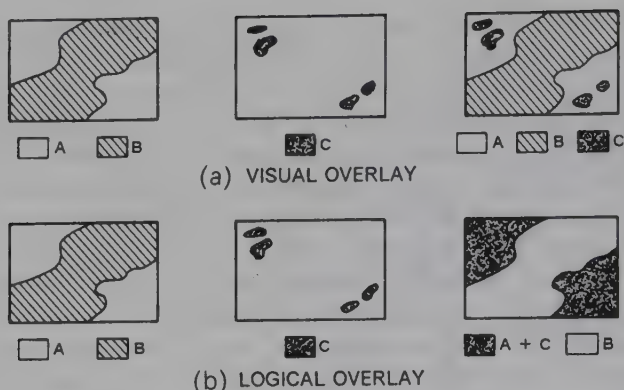 A B
C
A B C
(a) VISUAL OVERLAY
A B
C
A + C B
(b) LOGICAL OVERLAY